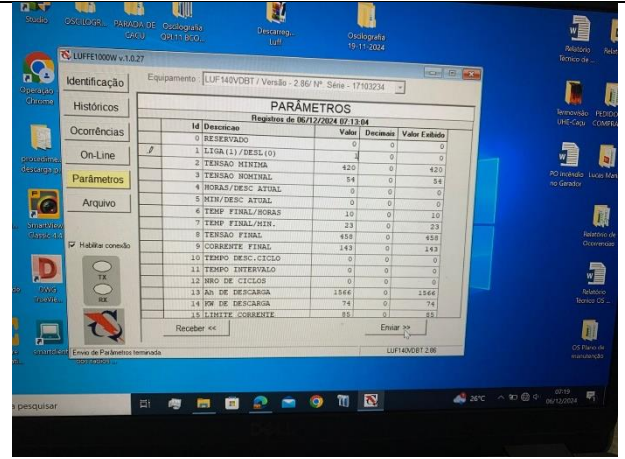 Studio
OSCILOGR... PARADA DE Oscilografia
CACU QPL11 BCO... 19-11-2024
Descarreg...
Luff
Relatório
Técnico de ...
LUFFE1000W v.1.0.27
Operação
Chrome
Identificação
Equipamento : LUF140VDBT / Versão - 2.86/ Nº. Série - 17103234
Históricos
Ocorrências
On-Line
Parâmetros
Arquivo
Habilitar conexão
TX
RX
PARÂMETROS
Registros de 06/12/2024 07:13:04
Id Descricao Valor Decimais Valor Exibido
0 RESERVADO 0 0 0
1 LIGA(1)/DESL(0) 1 0 0
2 TENSAO MINIMA 420 0 420
3 TENSAO NOMINAL 54 0 54
4 HORAS/DESC ATUAL 0 0 0
5 MIN/DESC ATUAL 0 0 0
6 TEMP FINAL/HORAS 10 0 10
7 TEMP FINAL/MIN. 23 0 23
8 TENSAO FINAL 458 0 458
9 CORRENTE FINAL 143 0 143
10 TEMPO DESC.CICLO 0 0 0
11 TEMPO INTERVALO 0 0 0
12 NRO DE CICLOS 0 0 0
13 Ah DE DESCARGA 1566 0 1566
14 KW DE DESCARGA 74 0 74
15 LIMITE CORRENTE 85 0 85
Receber <<
Enviar >>
Envio de Parâmetros terminada
LUF140VDBT 2.86
Termovisão
UHE-Caçu
PEDIDO
COMPRA
PO incêndio
no Gerador
Lucas Mar
Relatório de
Ocorrencias
Relatório
Técnico OS ...
OS Plano de
manutenção
procedime...
descarga p
SmartView
Classic 4.4
DWG
TrueVie...
pesquisar
26°C
07:19
06/12/2024